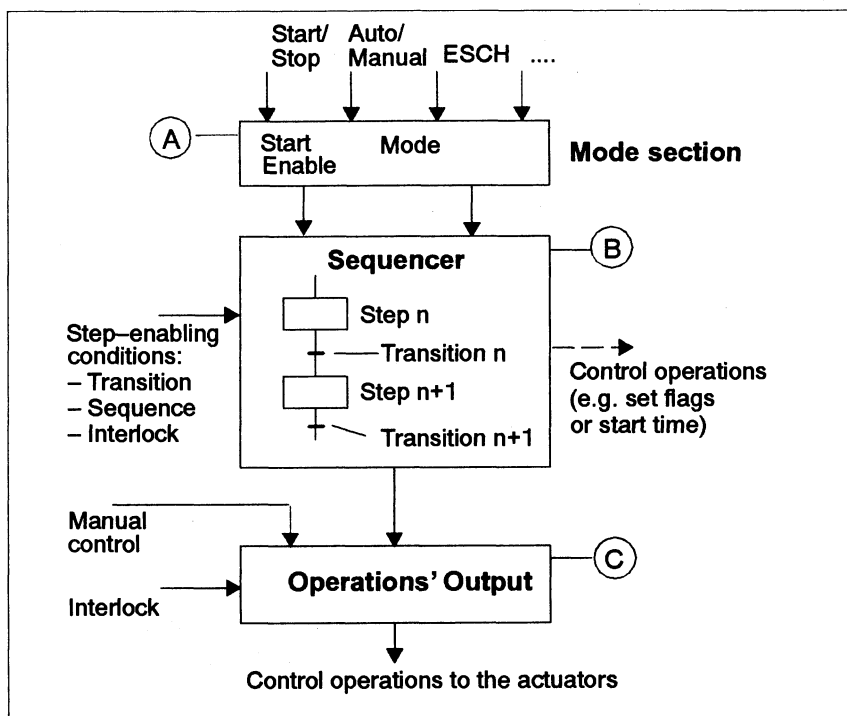 Start/ Auto/
Stop Manual ESCH ....
A
Start Mode
Enable
Mode section
B
Sequencer
Step n
Transition n
Step n+1
Transition n+1
Step–enabling
conditions:
– Transition
– Sequence
– Interlock
Control operations
(e.g. set flags
or start time)
Manual
control
C
Operations’ Output
Interlock
Control operations to the actuators